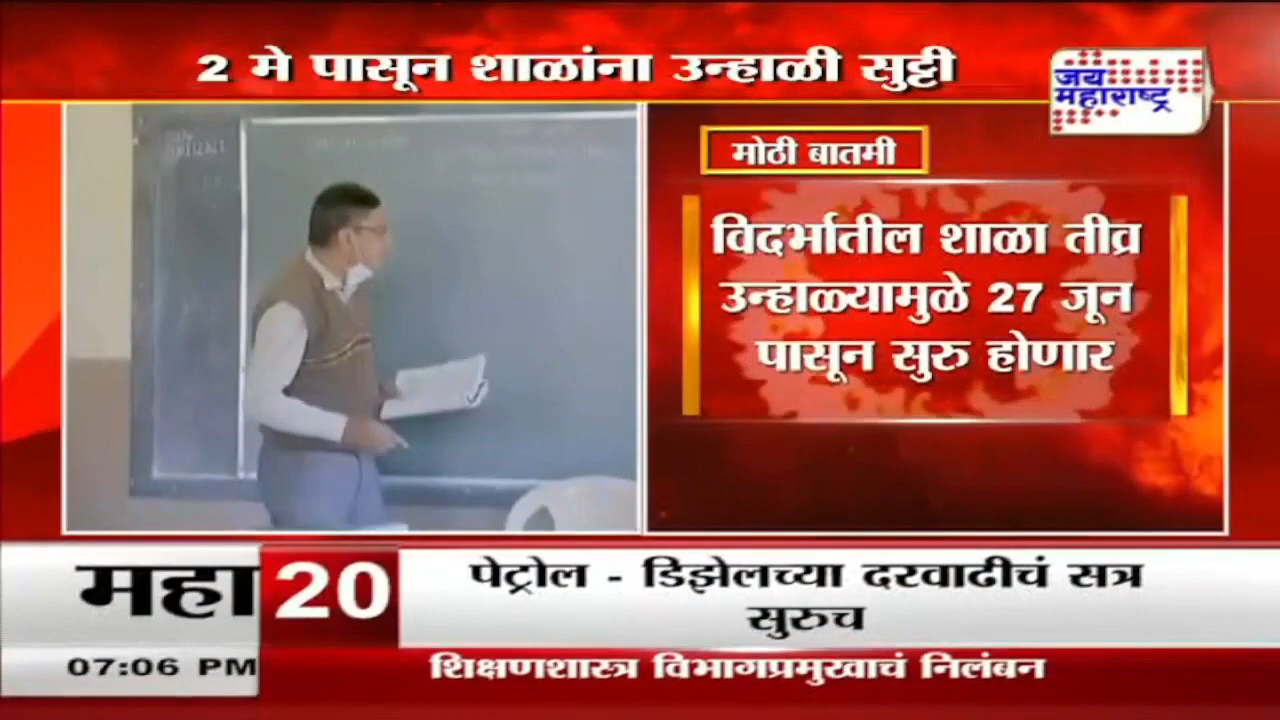 2 मे पासून शाळांना उन्हाळी सुट्टी
जय
महाराष्ट्र
मोठी बातमी
विदर्भातील शाळा तीव्र
उन्हाळ्यामुळे 27 जून
पासून सुरु होणार
महा 20
पेट्रोल - डिझेलच्या दरवाढीचं सत्र
सुरुच
07:06 PM
शिक्षणशास्त्र विभागप्रमुखाचं निलंबन